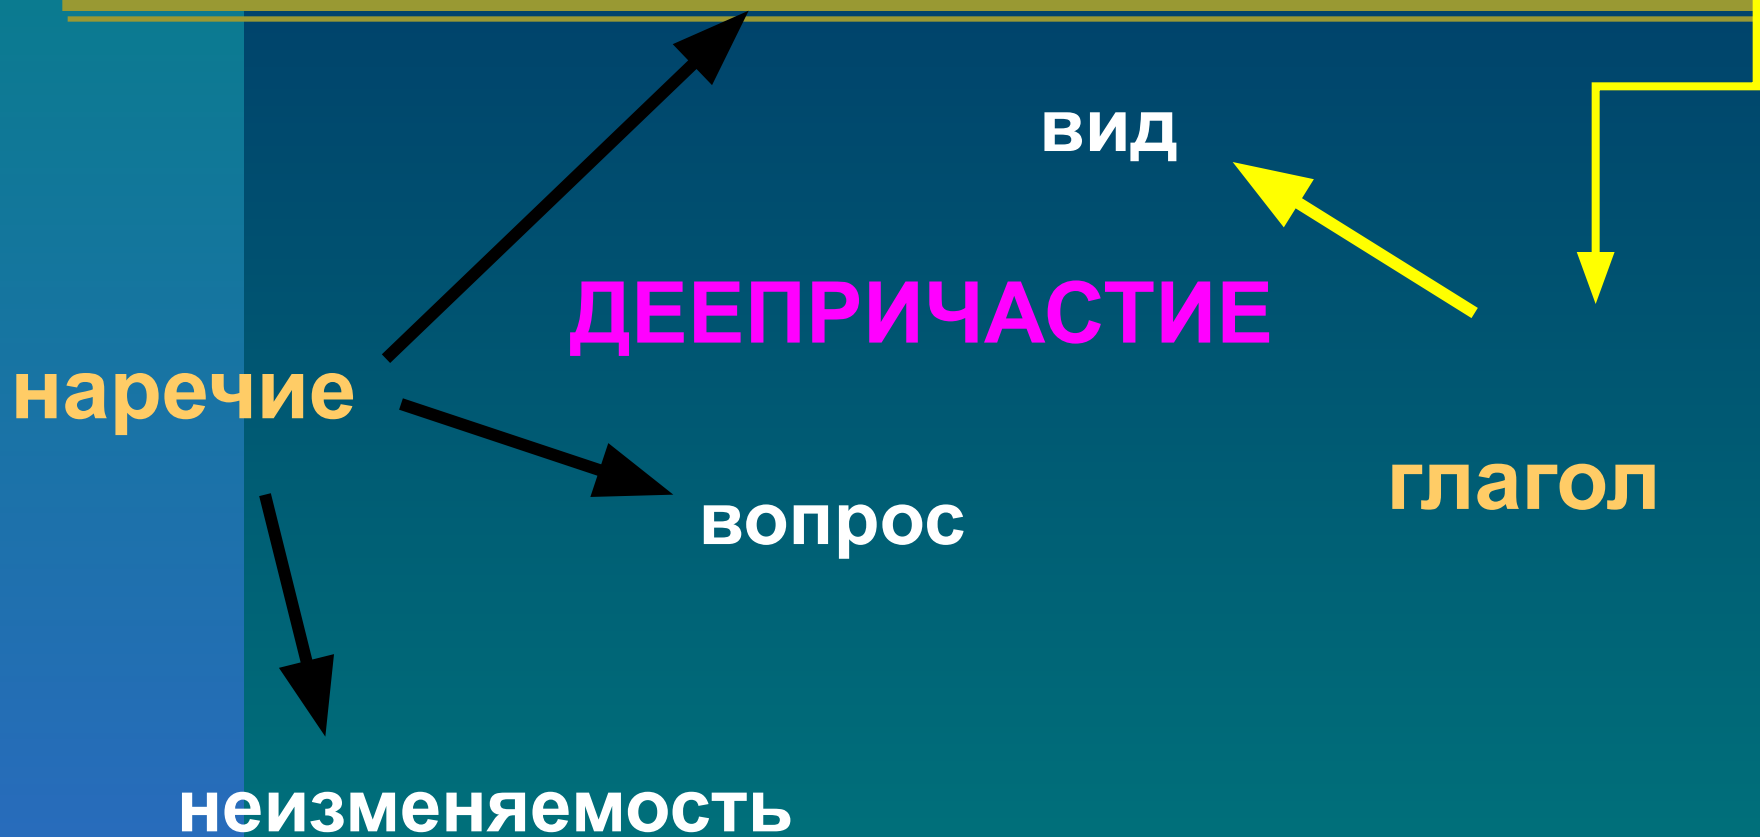 вид
ДЕЕПРИЧАСТИЕ
наречие
глагол
вопрос
неизменяемость